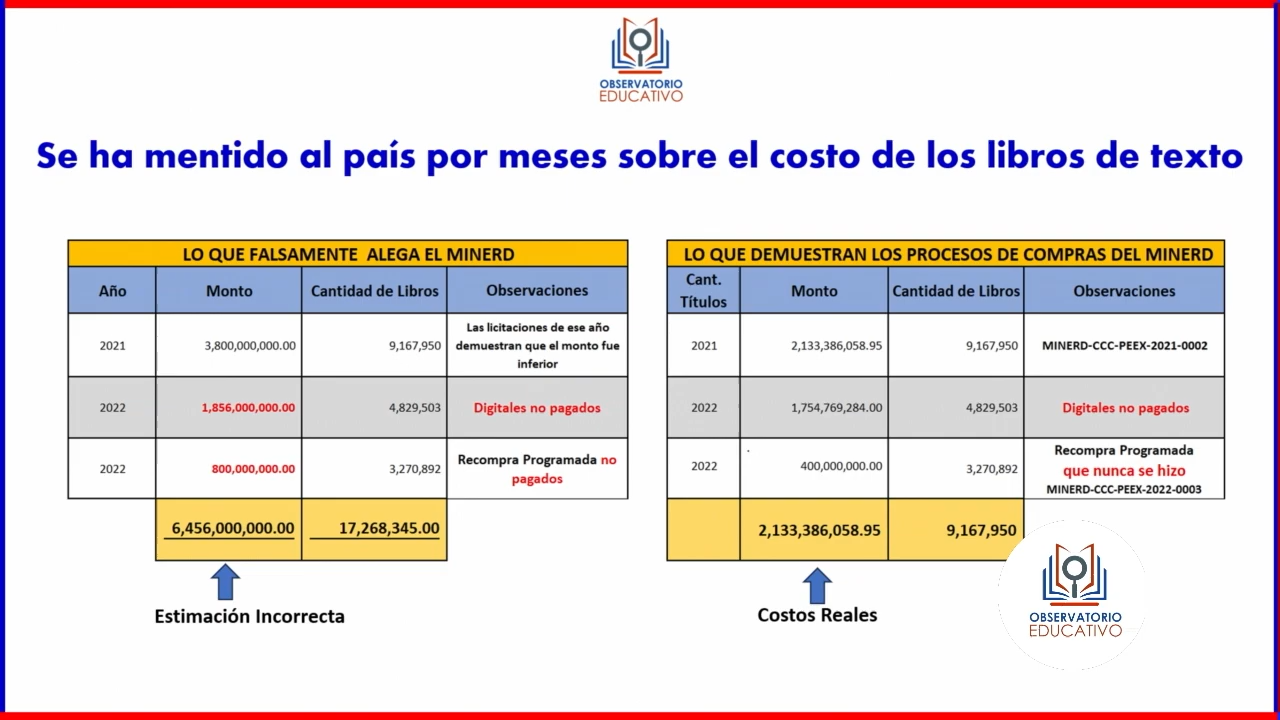 OBSERVATORIO
EDUCATIVO
Se ha mentido al país por meses sobre el costo de los libros de texto
LO QUE FALSAMENTE ALEGA EL MINERD
Año Monto Cantidad de Libros Observaciones
2021 3,800,000,000.00 9,167,950 Las licitaciones de ese año
demuestran que el monto fue
inferior
2022 1,856,000,000.00 4,829,503 Digitales no pagados
2022 800,000,000.00 3,270,892 Recompra Programada no
pagados
6,456,000,000.00 17,268,345.00
Estimación Incorrecta
LO QUE DEMUESTRAN LOS PROCESOS DE COMPRAS DEL MINERD
Cant.
Títulos Monto Cantidad de Libros Observaciones
2021 2,133,386,058.95 9,167,950 MINERD-CCC-PEEX-2021-0002
2022 1,754,769,284.00 4,829,503 Digitales no pagados
2022 400,000,000.00 3,270,892 Recompra Programada
que nunca se hizo
MINERD-CCC-PEEX-2022-0003
2,133,386,058.95 9,167,950
Costos Reales
OBSERVATORIO
EDUCATIVO